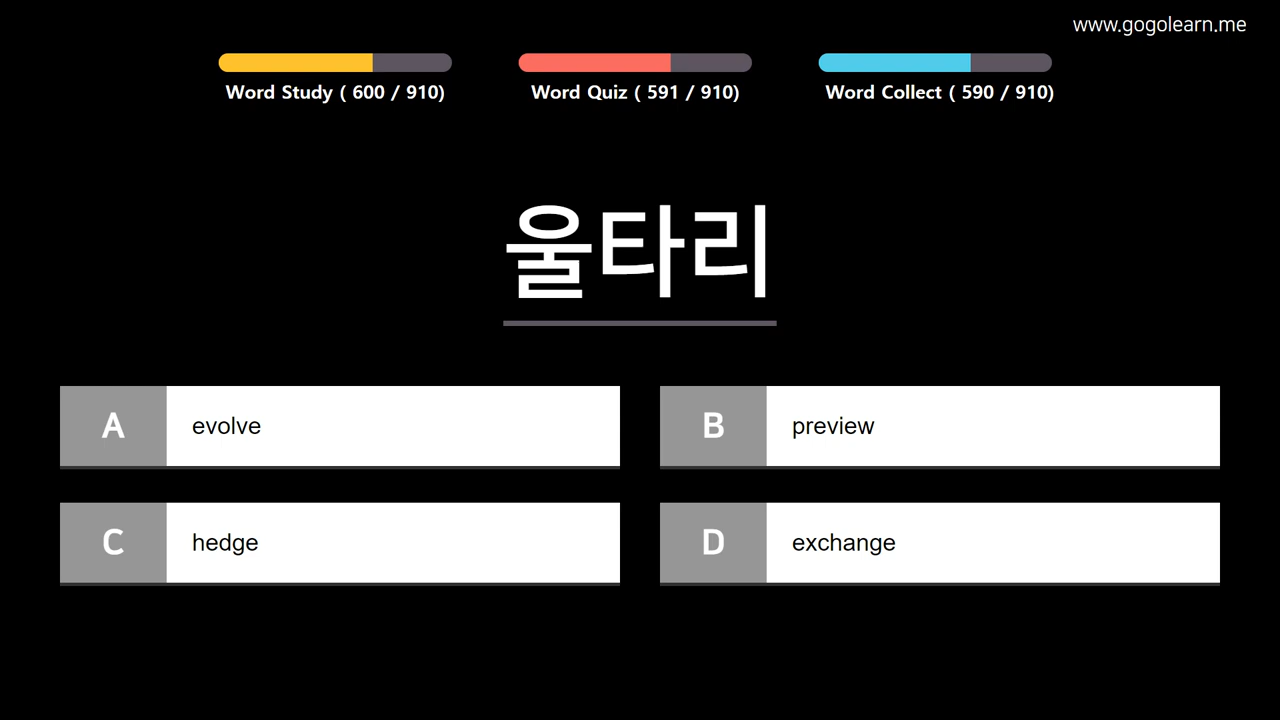 www.gogolearn.me
Word Study ( 600 / 910)
Word Quiz ( 591 / 910)
Word Collect ( 590 / 910)
울타리
A evolve
B preview
C hedge
D exchange